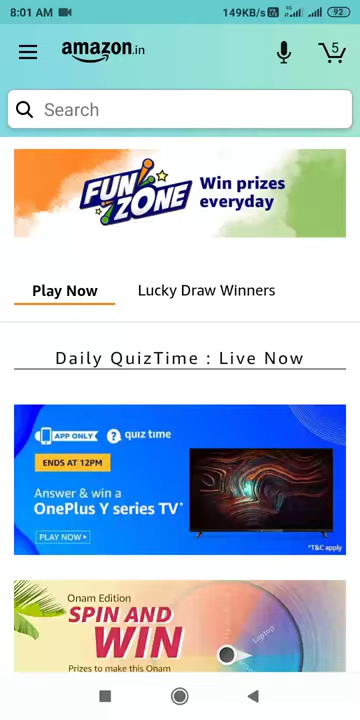 8:01 AM 149KB/s 4G 92
amazon.in
5
Search
FUN ZONE
Win prizes
everyday
Play Now Lucky Draw Winners
Daily QuizTime : Live Now
APP ONLY ? quiz time
ENDS AT 12PM
Answer & win a
OnePlus Y series TV*
PLAY NOW
*T&C apply
Onam Edition
SPIN AND
WIN
Laptop
Prizes to make this Onam